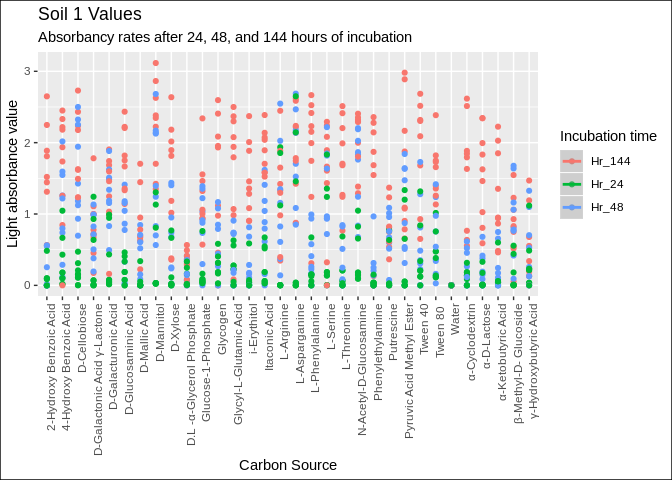 Soil 1 Values
Absorbancy rates after 24, 48, and 144 hours of incubation
Light absorbance value
3
2
1
0
2-Hydroxy Benzoic Acid
4-Hydroxy Benzoic Acid
D-Cellobiose
D-Galactonic Acid γ-Lactone
D-Galacturonic Acid
D-Glucosaminic Acid
D-Mallic Acid
D-Mannitol
D-Xylose
D.L -α-Glycerol Phosphate
Glucose-1-Phosphate
Glycogen
Glycyl-L-Glutamic Acid
i-Erythitol
Itaconic Acid
L-Arginine
L-Asparganine
L-Phenylalanine
L-Serine
L-Threonine
N-Acetyl-D-Glucosamine
Phenylethylamine
Putrescine
Pyruvic Acid Methyl Ester
Tween 40
Tween 80
Water
α-Cyclodextrin
α-D-Lactose
α-Ketobutyric Acid
β-Methyl-D- Glucoside
γ-Hydroxybutyric Acid
Carbon Source
Incubation time
Hr_144
Hr_24
Hr_48